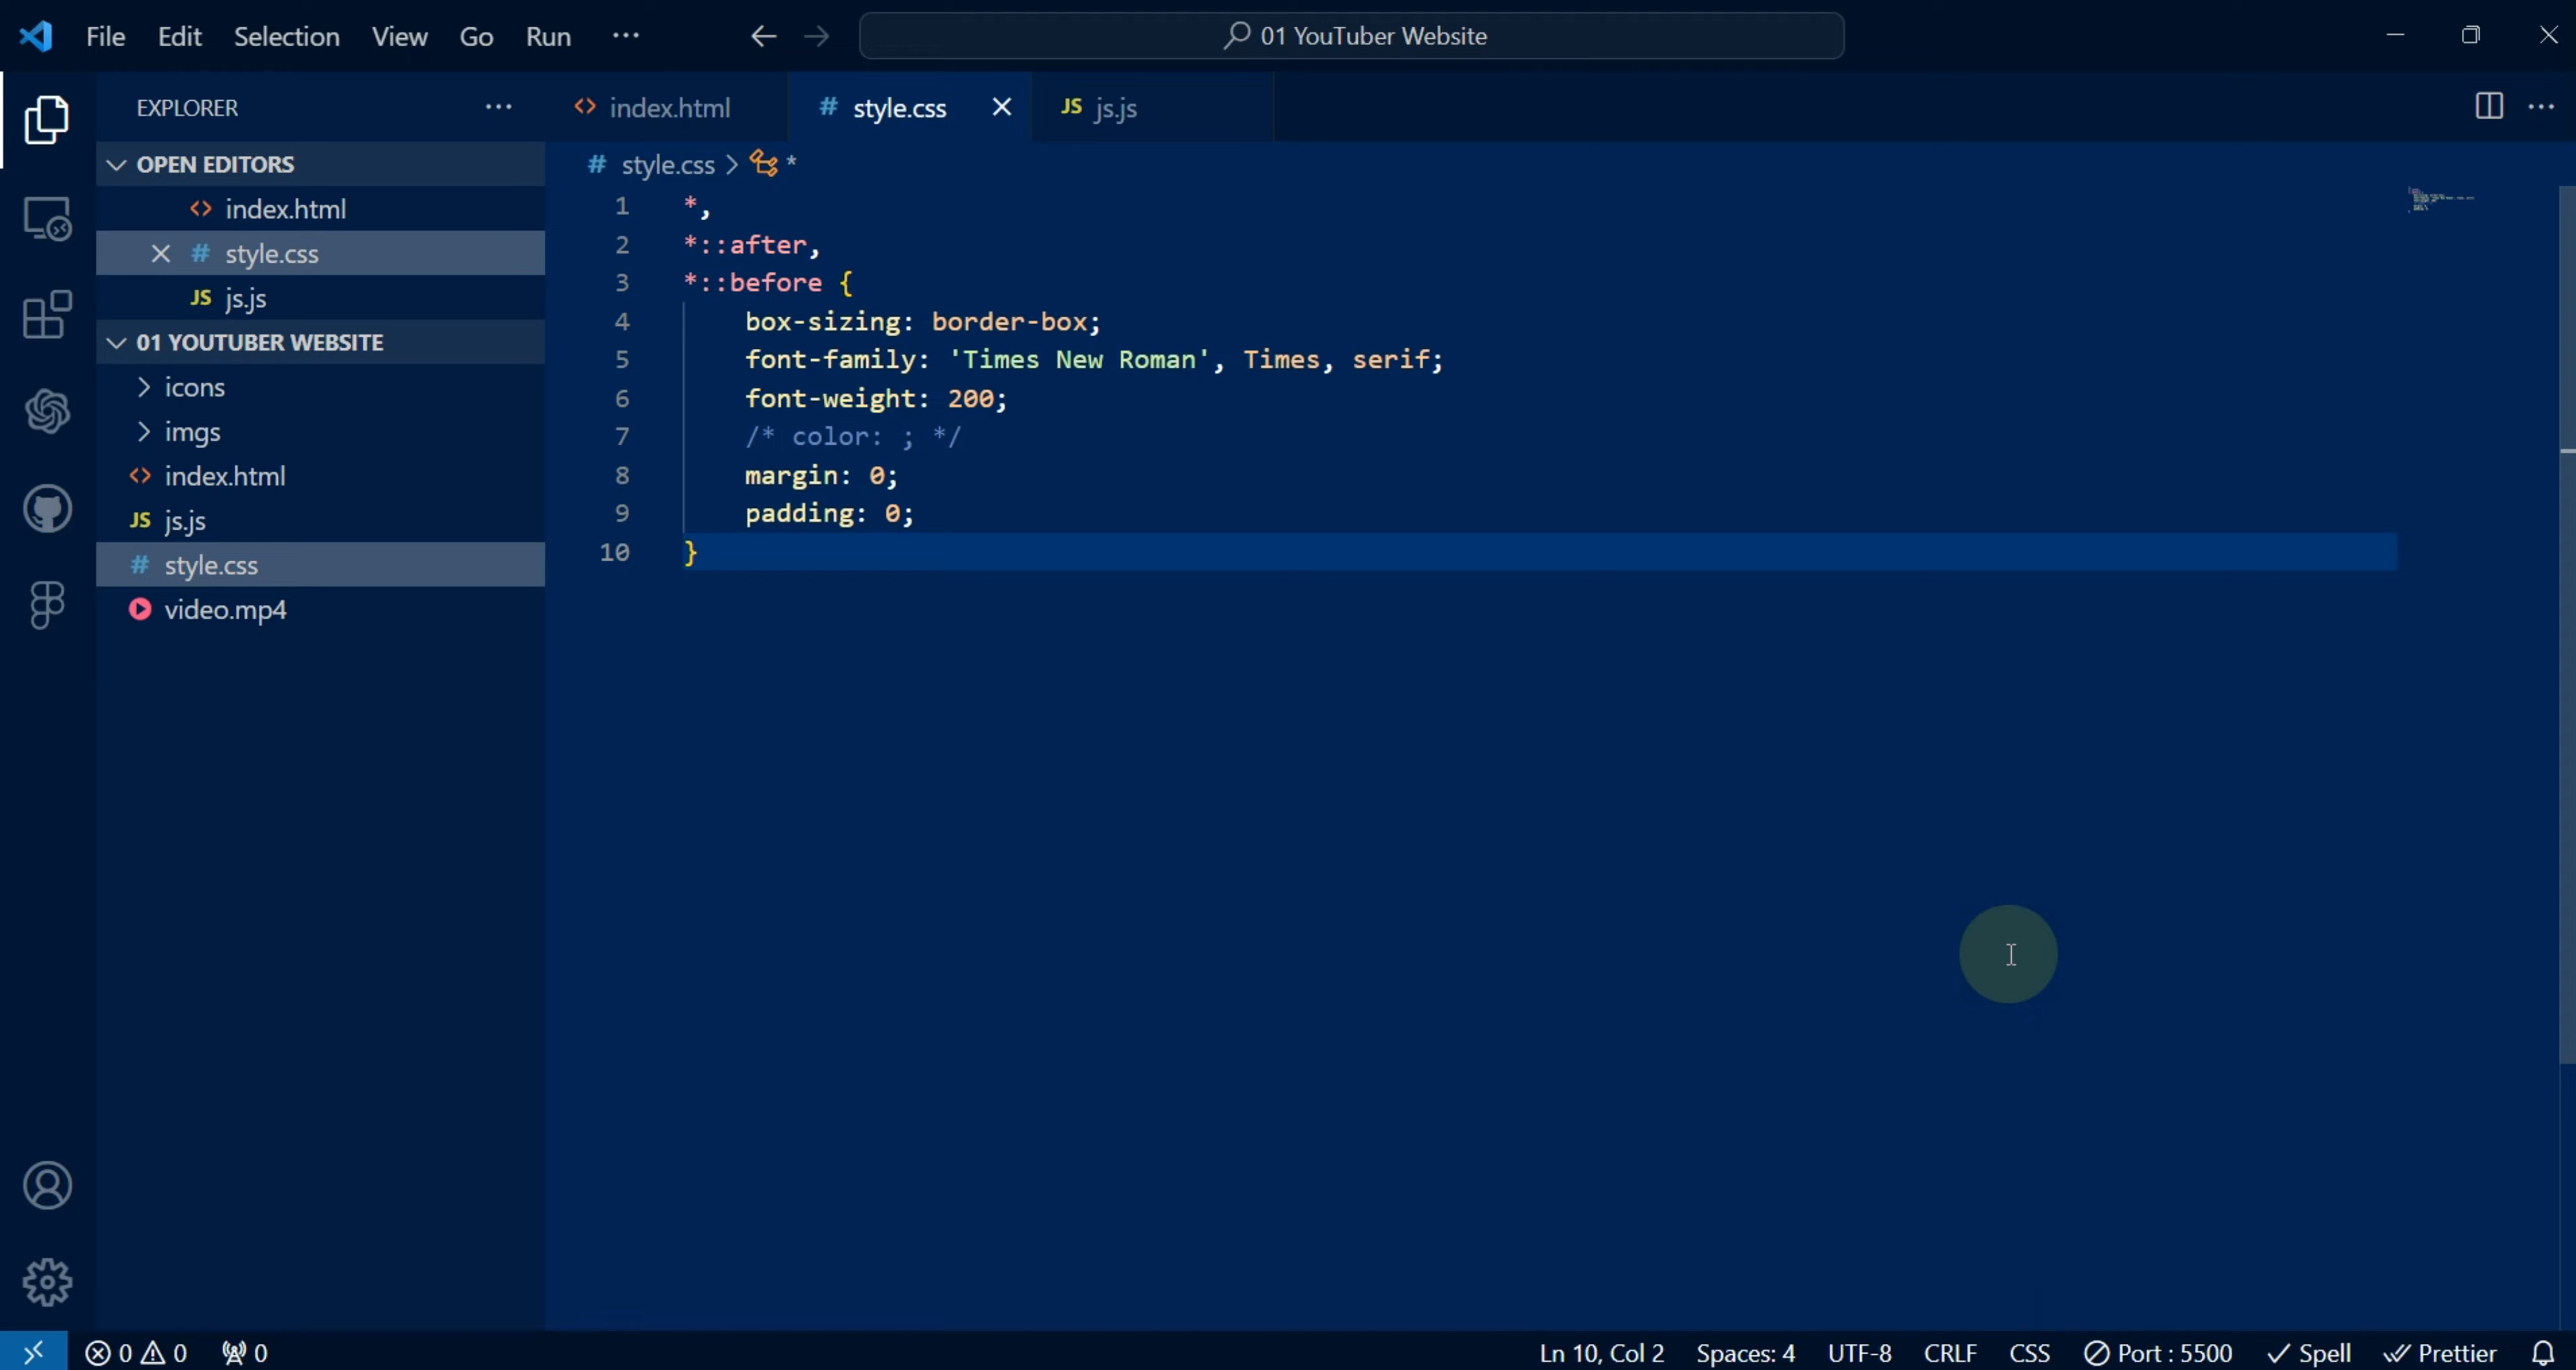 File Edit Selection View Go Run ··· 01 YouTuber Website
EXPLORER ···
index.html
# style.css
JS js.js
OPEN EDITORS
index.html
# style.css
JS js.js
01 YOUTUBER WEBSITE
icons
imgs
index.html
JS js.js
# style.css
video.mp4
# style.css > *
1 *,
2 *::after,
3 *::before {
4 box-sizing: border-box;
5 font-family: 'Times New Roman', Times, serif;
6 font-weight: 200;
7 /* color: ; */
8 margin: 0;
9 padding: 0;
10 }
0 0 0 Ln 10, Col 2 Spaces: 4 UTF-8 CRLF CSS Port : 5500 Spell Prettier